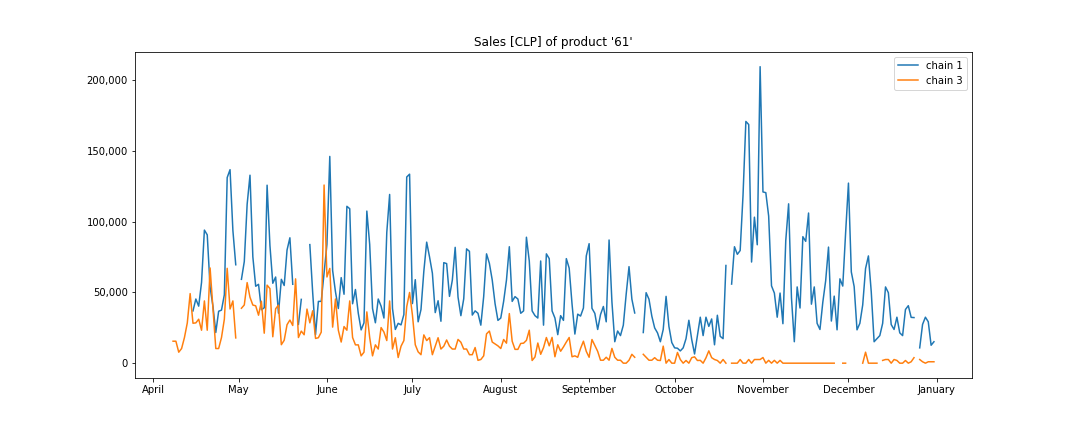 Sales [CLP] of product '61'
chain 1
chain 3
200,000
150,000
100,000
50,000
0
April May June July August September October November December January